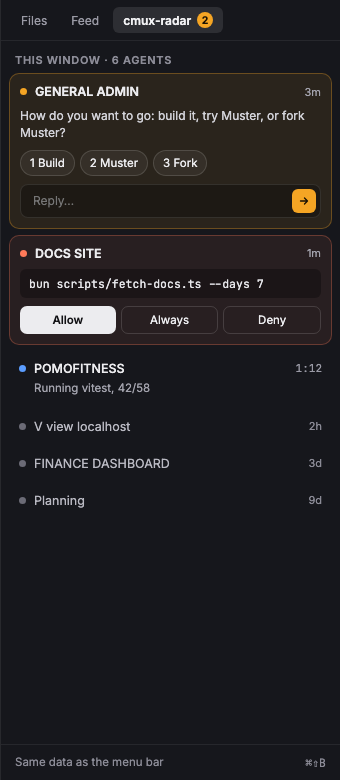 Files Feed cmux-radar 2
THIS WINDOW · 6 AGENTS
GENERAL ADMIN 3m
How do you want to go: build it, try Muster, or fork
Muster?
1 Build 2 Muster 3 Fork
Reply...
DOCS SITE 1m
bun scripts/fetch-docs.ts --days 7
Allow Always Deny
POMOFITNESS 1:12
Running vitest, 42/58
V view localhost 2h
FINANCE DASHBOARD 3d
Planning 9d
Same data as the menu bar ⌘⇧B